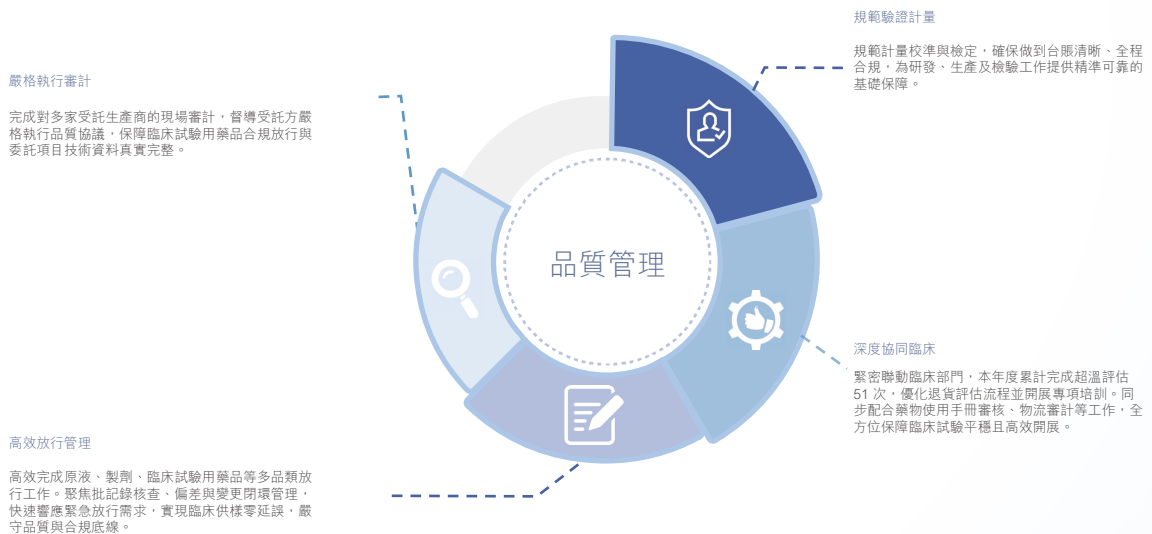 規範驗證計量
規範計量校準與檢定，確保做到台賬清晰、全程
合規，為研發、生產及檢驗工作提供精準可靠的
基礎保障。
嚴格執行審計
完成對多家受託生產商的現場審計，督導受託方嚴
格執行品質協議，保障臨床試驗用藥品合規放行與
委託項目技術資料真實完整。
品質管理
深度協同臨床
緊密聯動臨床部門，本年度累計完成超溫評估
51 次，優化退貨評估流程並開展專項培訓。同
步配合藥物使用手冊審核、物流審計等工作，全
方位保障臨床試驗平穩且高效開展。
高效放行管理
高效完成原液、製劑、臨床試驗用藥品等多品類放
行工作。聚焦批記錄核查、偏差與變更閉環管理，
快速響應緊急放行需求，實現臨床供樣零延誤，嚴
守品質與合規底線。